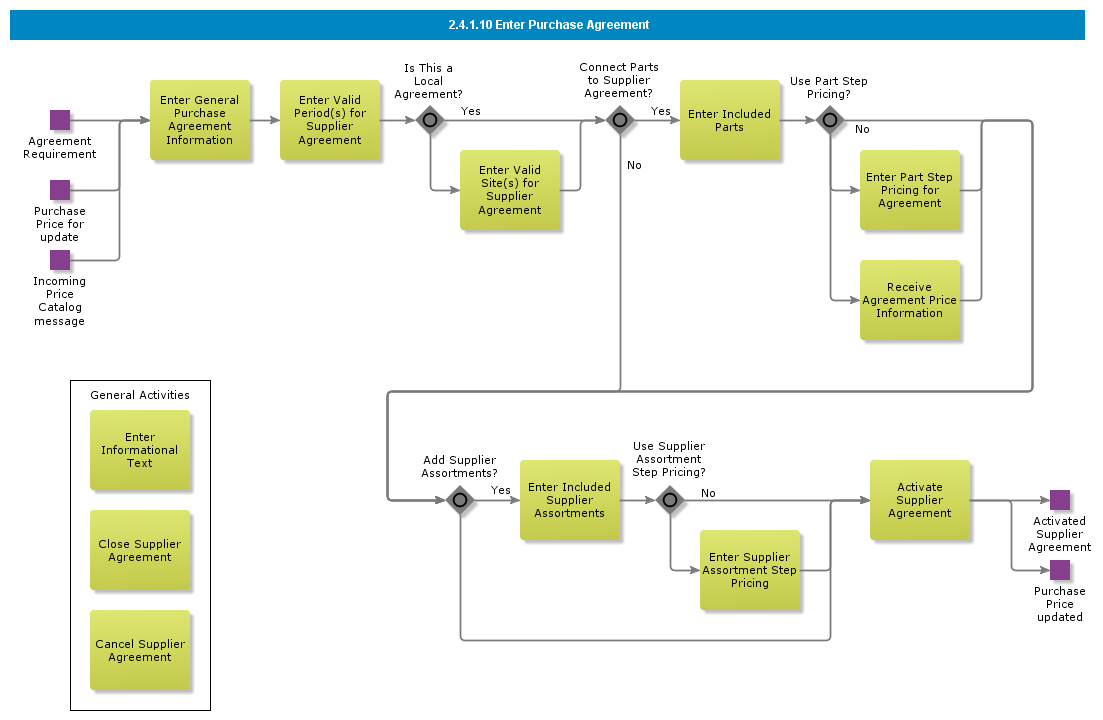 2.4.1.10 Enter Purchase Agreement
Agreement
Requirement
Purchase
Price for
update
Incoming
Price
Catalog
message
Enter General
Purchase
Agreement
Information
Enter Valid
Period(s) for
Supplier
Agreement
Is This a
Local
Agreement?
Yes
Enter Valid
Site(s) for
Supplier
Agreement
Connect Parts
to Supplier
Agreement?
Yes
No
Enter Included
Parts
Use Part Step
Pricing?
No
Enter Part Step
Pricing for
Agreement
Receive
Agreement Price
Information
General Activities
Enter
Informational
Text
Close Supplier
Agreement
Cancel Supplier
Agreement
Add Supplier
Assortments?
Yes
Enter Included
Supplier
Assortments
Use Supplier
Assortment
Step Pricing?
No
Enter Supplier
Assortment Step
Pricing
Activate
Supplier
Agreement
Activated
Supplier
Agreement
Purchase
Price
updated